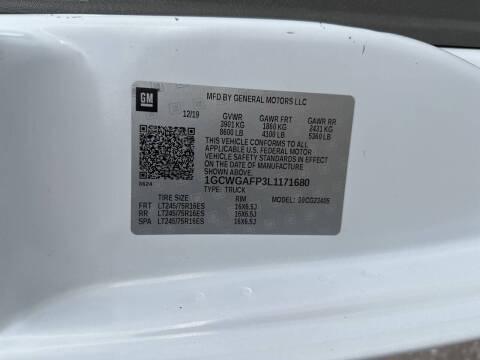 GM
MFD BY GENERAL MOTORS LLC
12/19 GVWR GAWR FRT GAWR RR
3901 KG 1860 KG 2431 KG
8600 LB 4100 LB 5360 LB
THIS VEHICLE CONFORMS TO ALL
APPLICABLE U.S. FEDERAL MOTOR
VEHICLE SAFETY STANDARDS IN EFFECT
ON THE DATE OF MANUFACTURE
SHOWN ABOVE.
1GCWGAFP3L1171680
TYPE: TRUCK
TIRE SIZE RIM MODEL:
FRT LT245/75R16ES 16X6.5J
RR LT245/75R16ES 16X6.5J
SPA LT245/75R16ES 16X6.5J